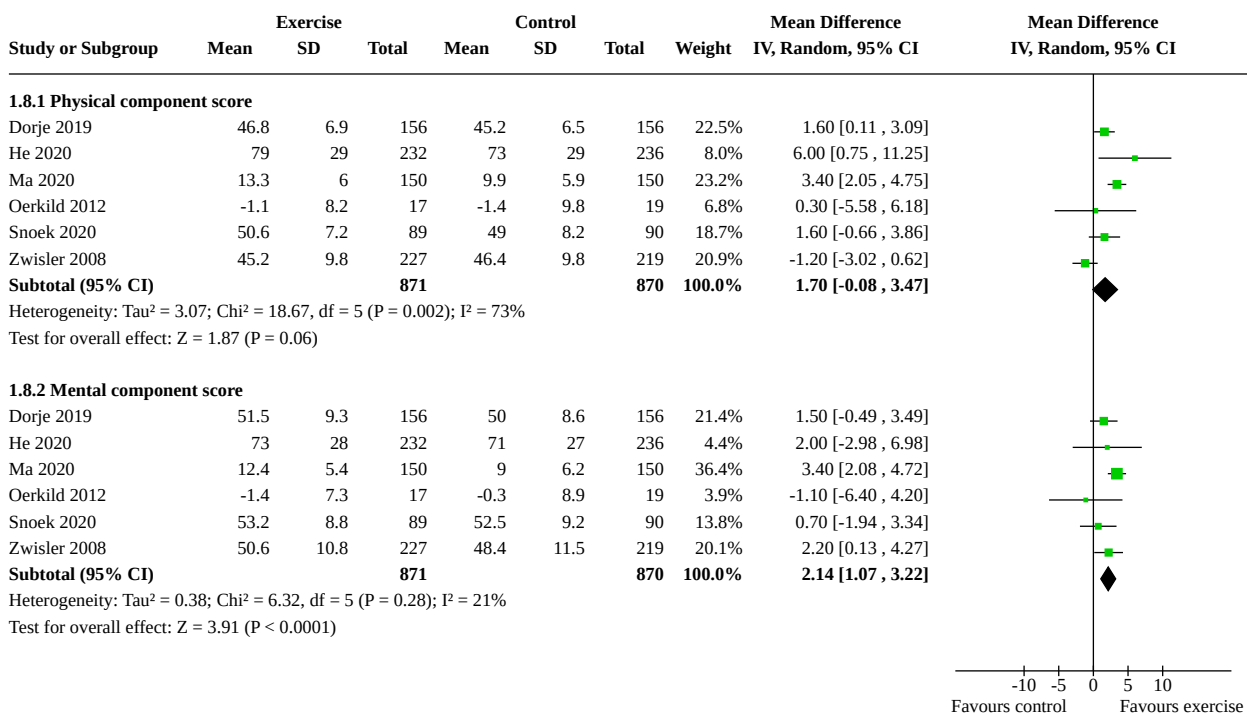 Exercise Control Mean Difference Mean Difference
Study or Subgroup Mean SD Total Mean SD Total Weight IV, Random, 95% CI IV, Random, 95% CI
1.8.1 Physical component score
Dorje 2019 46.8 6.9 156 45.2 6.5 156 22.5% 1.60 [0.11 , 3.09]
He 2020 79 29 232 73 29 236 8.0% 6.00 [0.75 , 11.25]
Ma 2020 13.3 6 150 9.9 5.9 150 23.2% 3.40 [2.05 , 4.75]
Oerkild 2012 -1.1 8.2 17 -1.4 9.8 19 6.8% 0.30 [-5.58 , 6.18]
Snoek 2020 50.6 7.2 89 49 8.2 90 18.7% 1.60 [-0.66 , 3.86]
Zwisler 2008 45.2 9.8 227 46.4 9.8 219 20.9% -1.20 [-3.02 , 0.62]
Subtotal (95% CI) 871 870 100.0% 1.70 [-0.08 , 3.47]
Heterogeneity: Tau² = 3.07; Chi² = 18.67, df = 5 (P = 0.002); I² = 73%
Test for overall effect: Z = 1.87 (P = 0.06)
1.8.2 Mental component score
Dorje 2019 51.5 9.3 156 50 8.6 156 21.4% 1.50 [-0.49 , 3.49]
He 2020 73 28 232 71 27 236 4.4% 2.00 [-2.98 , 6.98]
Ma 2020 12.4 5.4 150 9 6.2 150 36.4% 3.40 [2.08 , 4.72]
Oerkild 2012 -1.4 7.3 17 -0.3 8.9 19 3.9% -1.10 [-6.40 , 4.20]
Snoek 2020 53.2 8.8 89 52.5 9.2 90 13.8% 0.70 [-1.94 , 3.34]
Zwisler 2008 50.6 10.8 227 48.4 11.5 219 20.1% 2.20 [0.13 , 4.27]
Subtotal (95% CI) 871 870 100.0% 2.14 [1.07 , 3.22]
Heterogeneity: Tau² = 0.38; Chi² = 6.32, df = 5 (P = 0.28); I² = 21%
Test for overall effect: Z = 3.91 (P < 0.0001)
-10 -5 0 5 10
Favours control Favours exercise